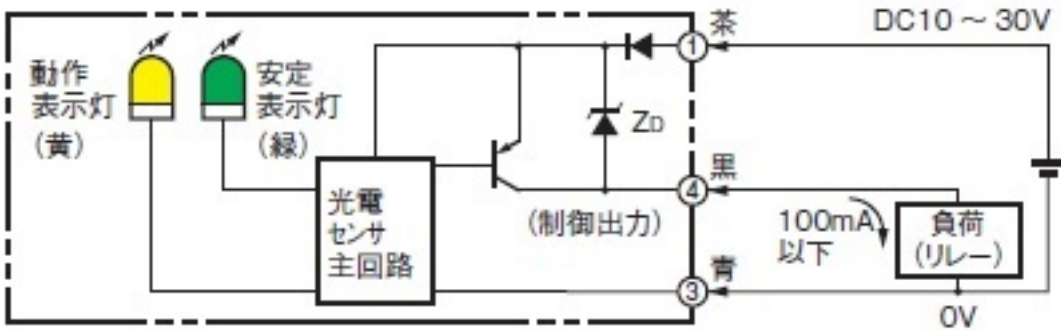 動作
表示灯
(黄)
安定
表示灯
(緑)
光電
センサ
主回路
ZD
(制御出力)
① 茶
④ 黒
③ 青
DC10 ~ 30V
100mA
以下
負荷
(リレー)
0V